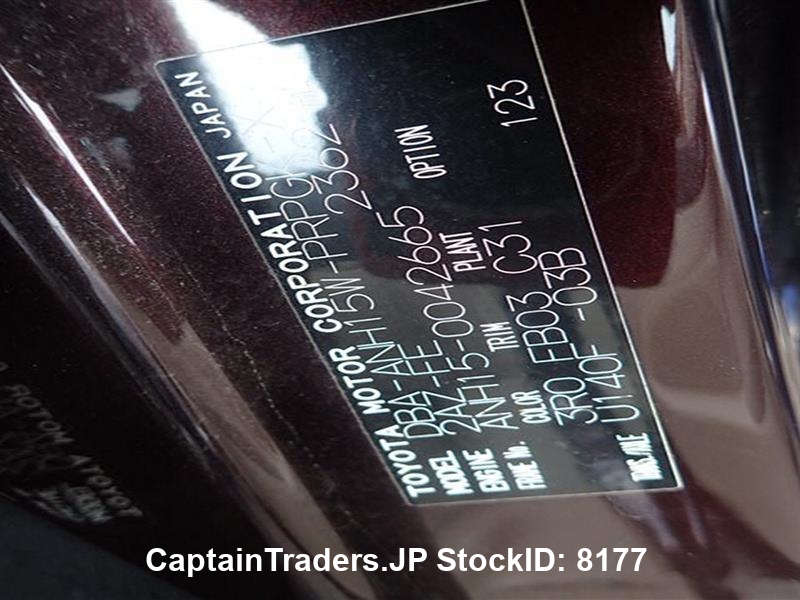 TOYOTA MOTOR CORPORATION JAPAN
MODEL DBA-ANH15W-PRPGK-X
ENGINE 2AZ-FE 2362
FRAME No. ANH15-0042665
COLOR TRIM PLANT OPTION
3R0 FB03 C31 123
TRANS./AXLE U140F -03B
CaptainTraders.JP StockID: 8177